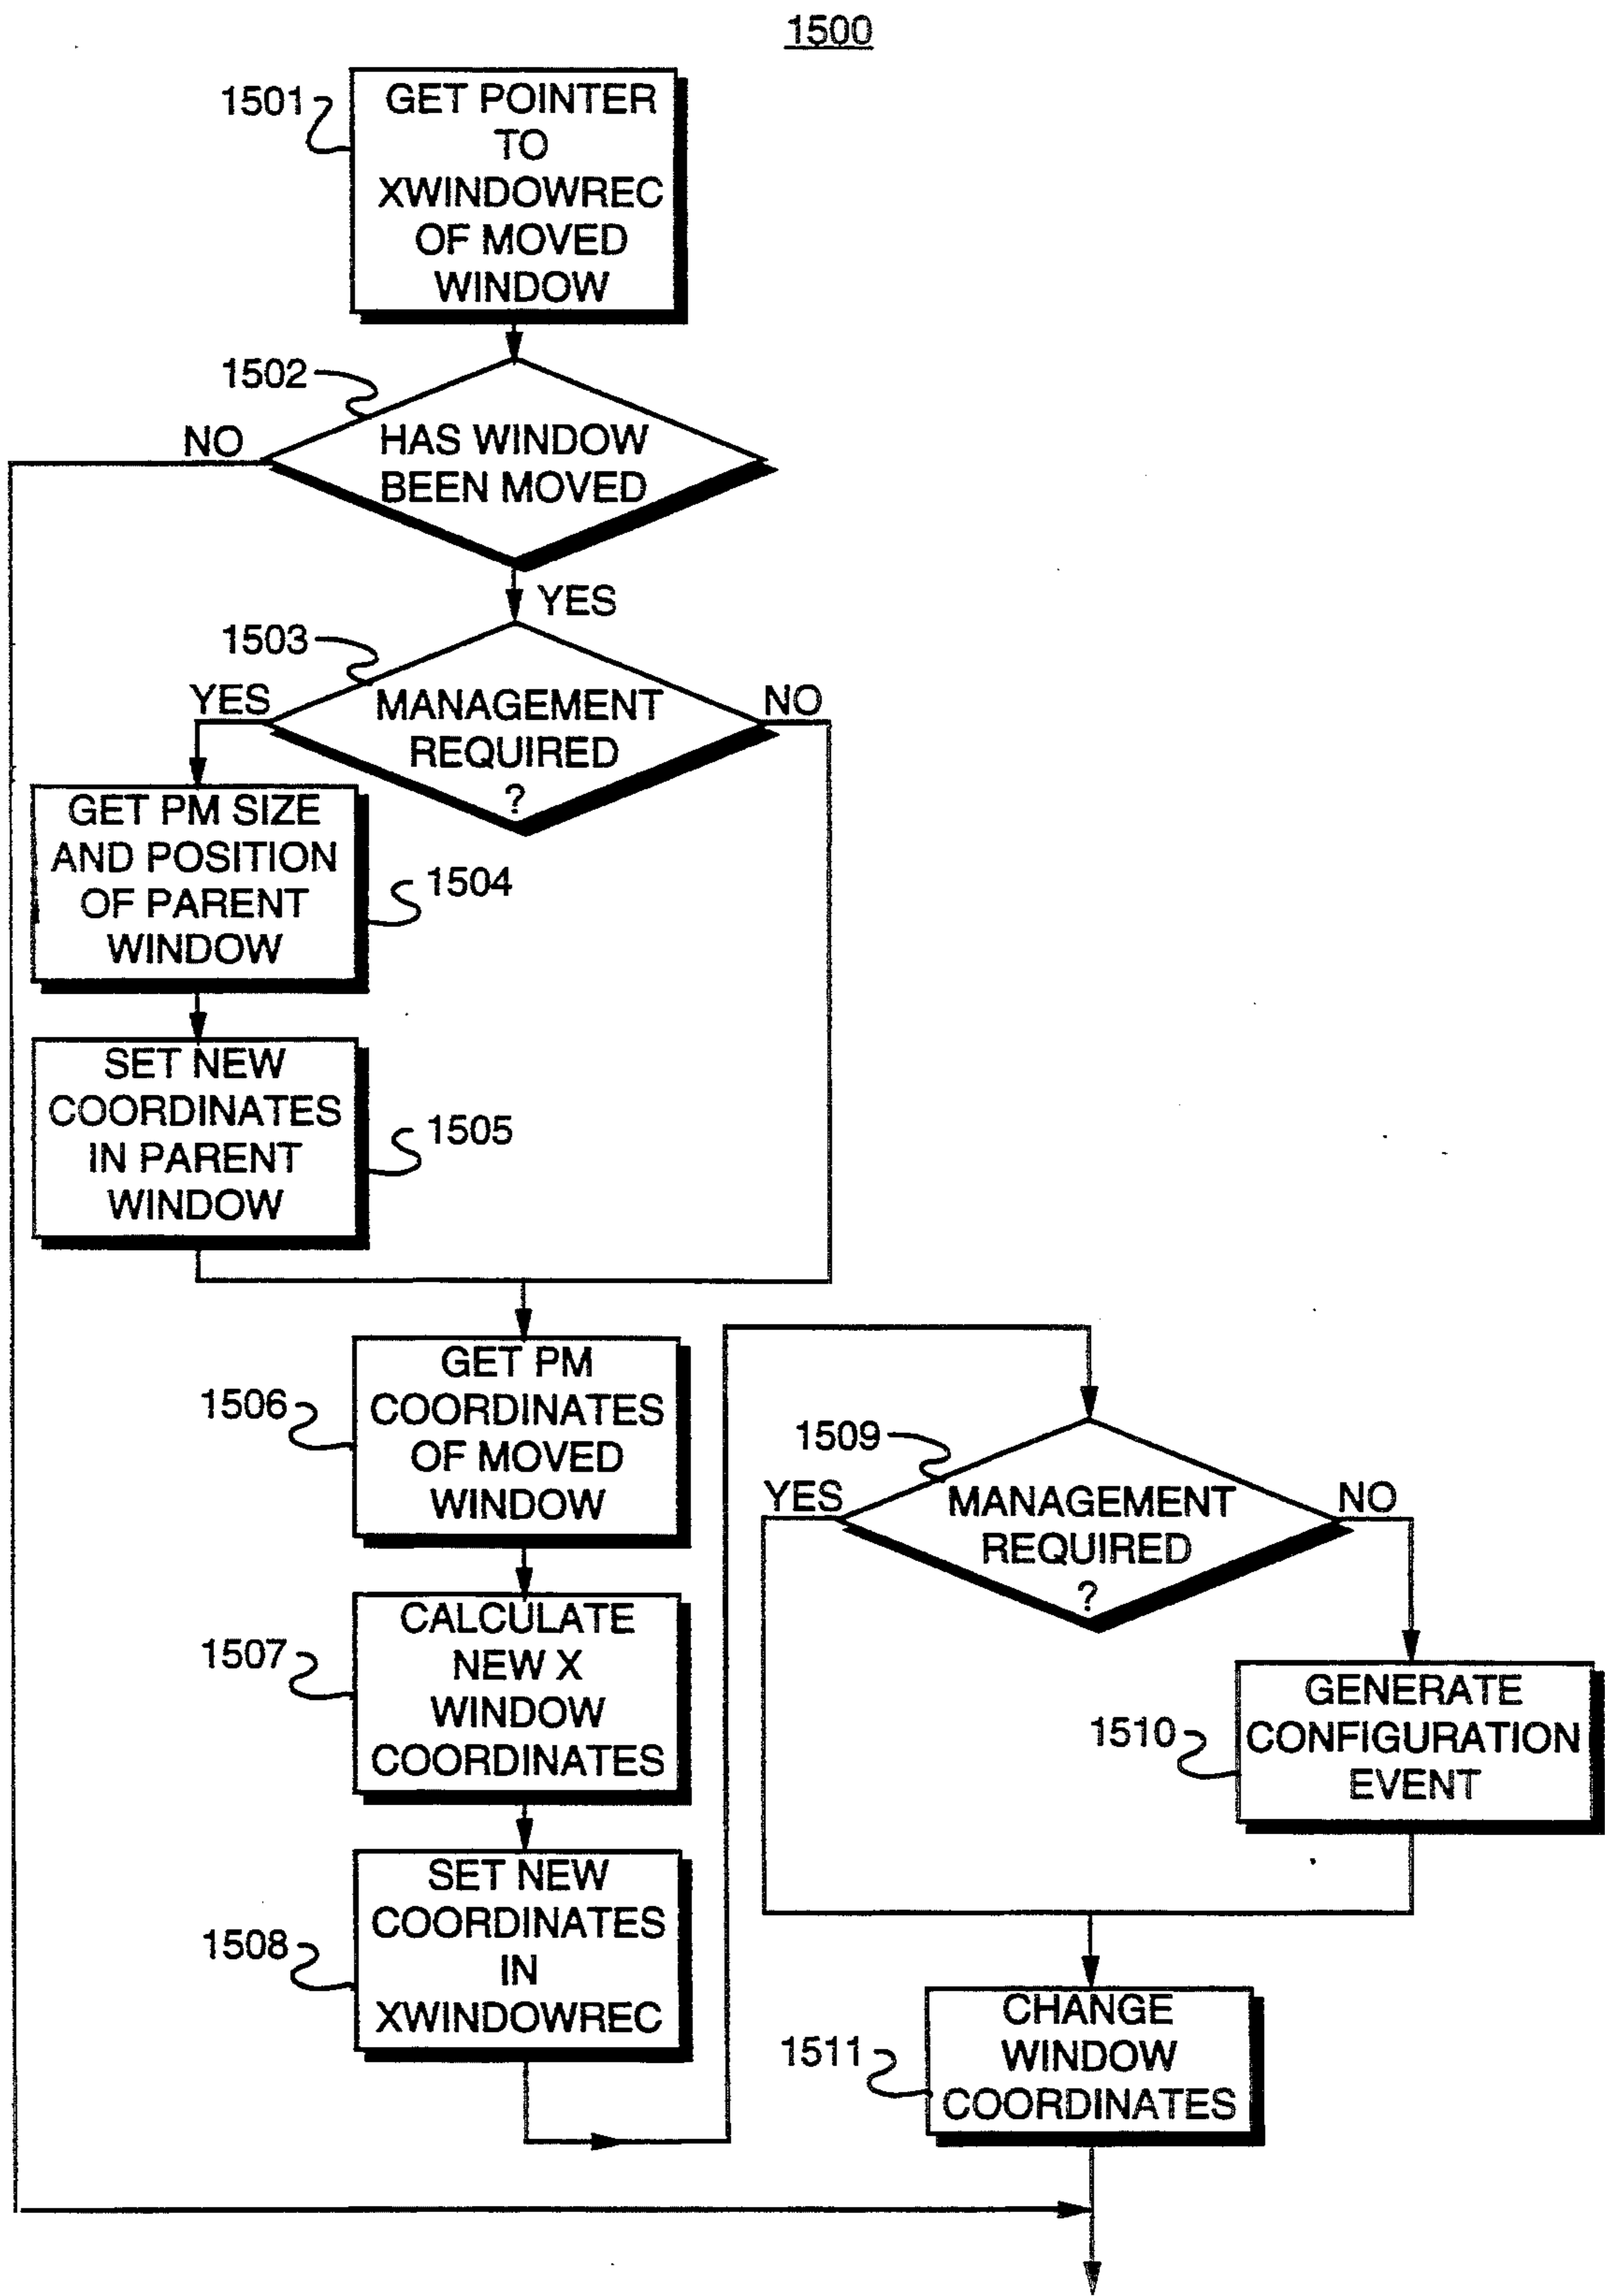 1500
1501
GET POINTER
TO
XWINDOWREC
OF MOVED
WINDOW
1502
NO
HAS WINDOW
BEEN MOVED
YES
1503
YES
MANAGEMENT
REQUIRED
?
NO
GET PM SIZE
AND POSITION
OF PARENT
WINDOW
1504
SET NEW
COORDINATES
IN PARENT
WINDOW
1505
1506
GET PM
COORDINATES
OF MOVED
WINDOW
1507
CALCULATE
NEW X
WINDOW
COORDINATES
1508
SET NEW
COORDINATES
IN
XWINDOWREC
1509
YES
MANAGEMENT
REQUIRED
?
NO
1510
GENERATE
CONFIGURATION
EVENT
1511
CHANGE
WINDOW
COORDINATES